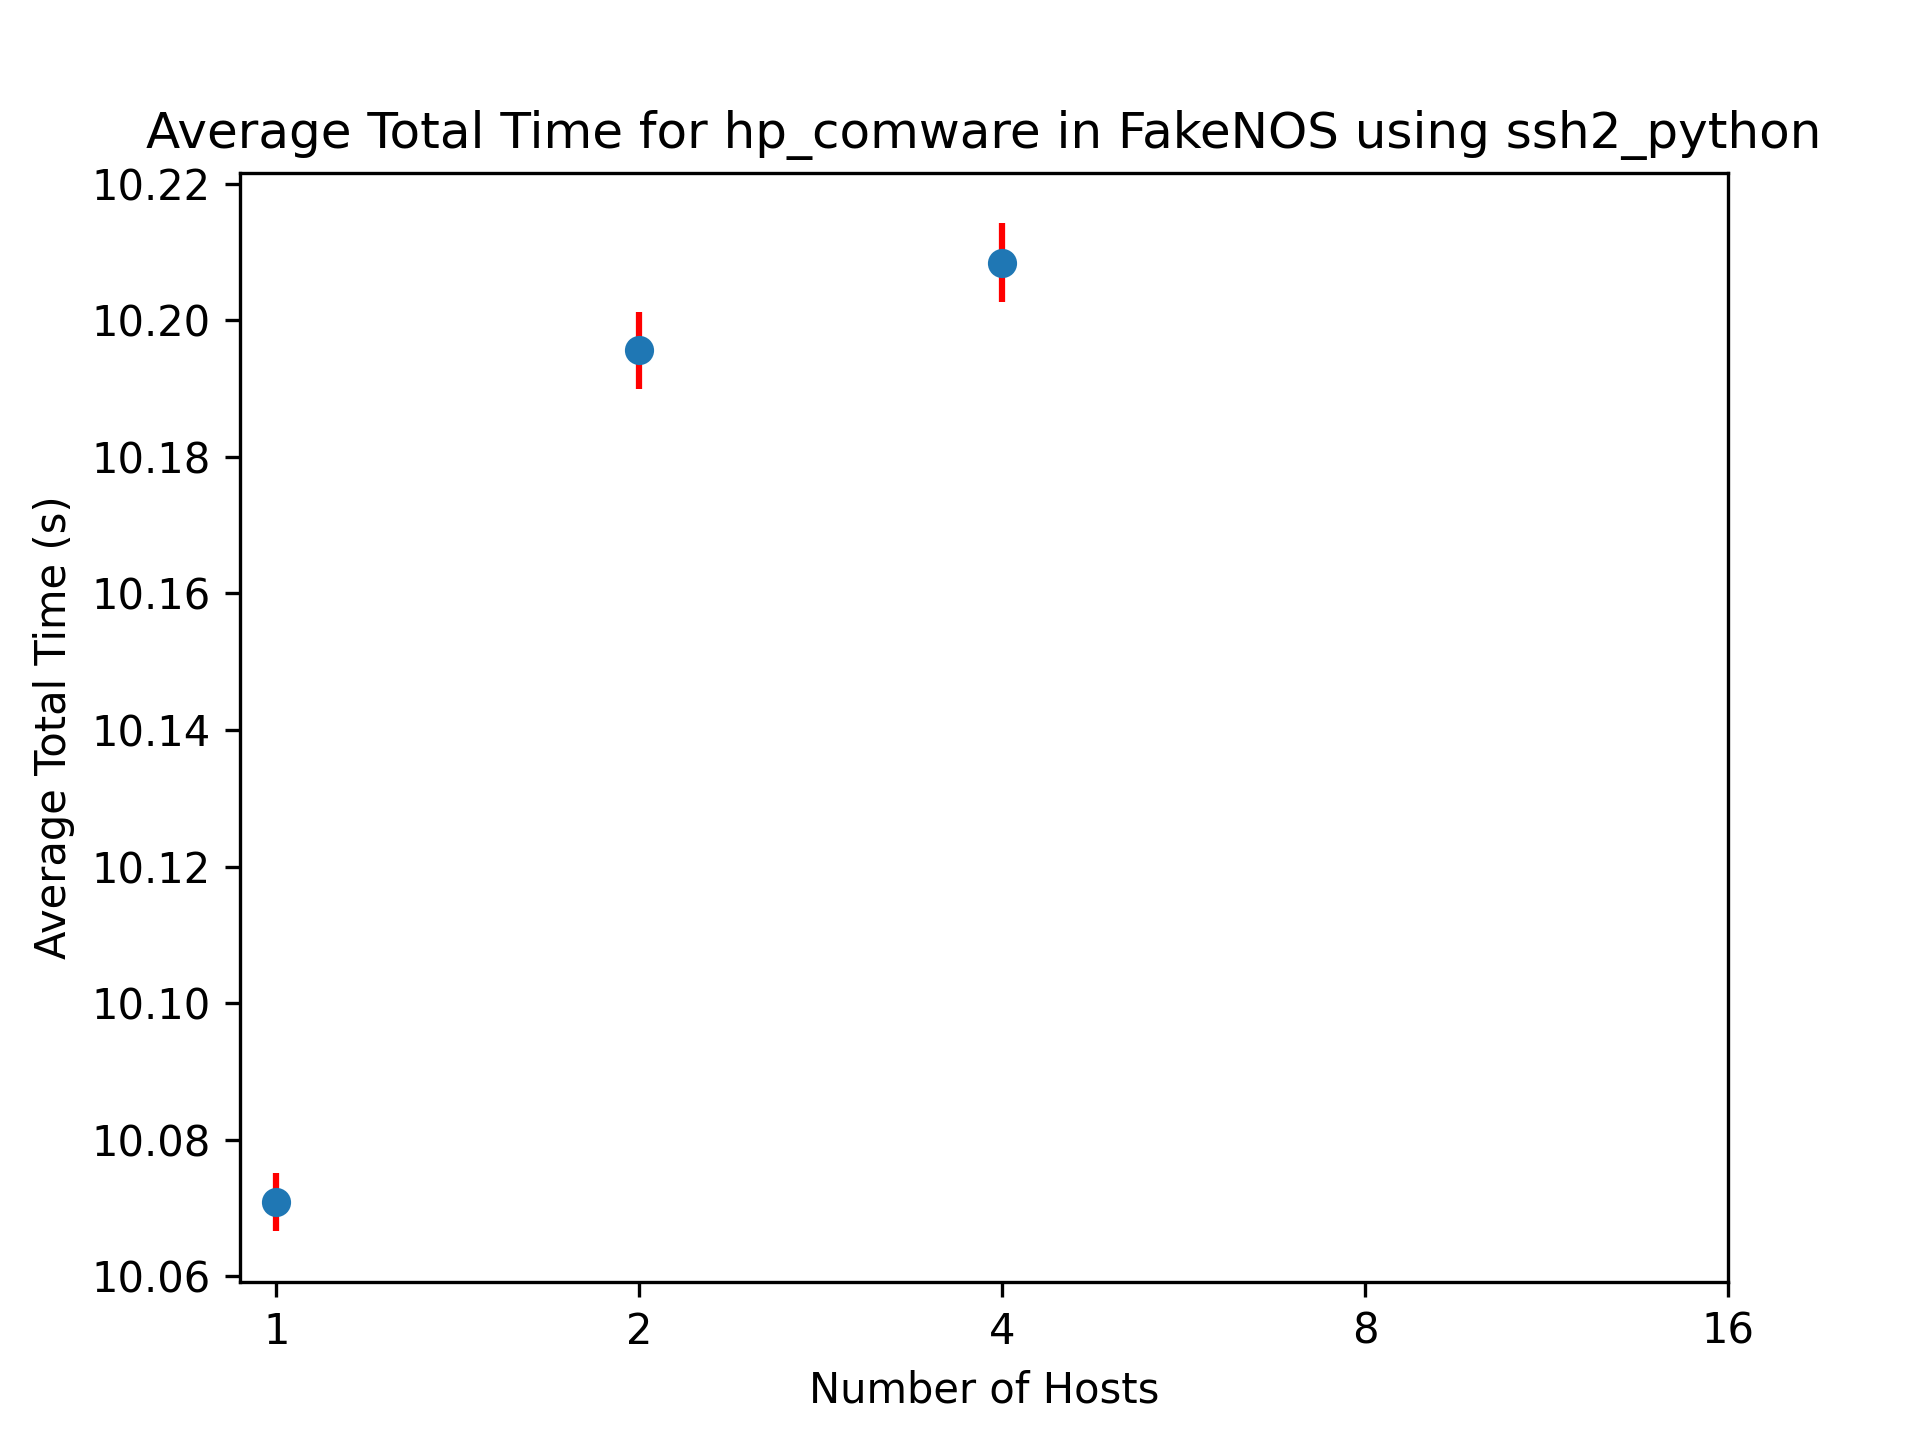 Average Total Time for hp_comware in FakeNOS using ssh2_python
10.22
10.20
10.18
10.16
10.14
10.12
10.10
10.08
10.06
Average Total Time (s)
1 2 4 8 16
Number of Hosts